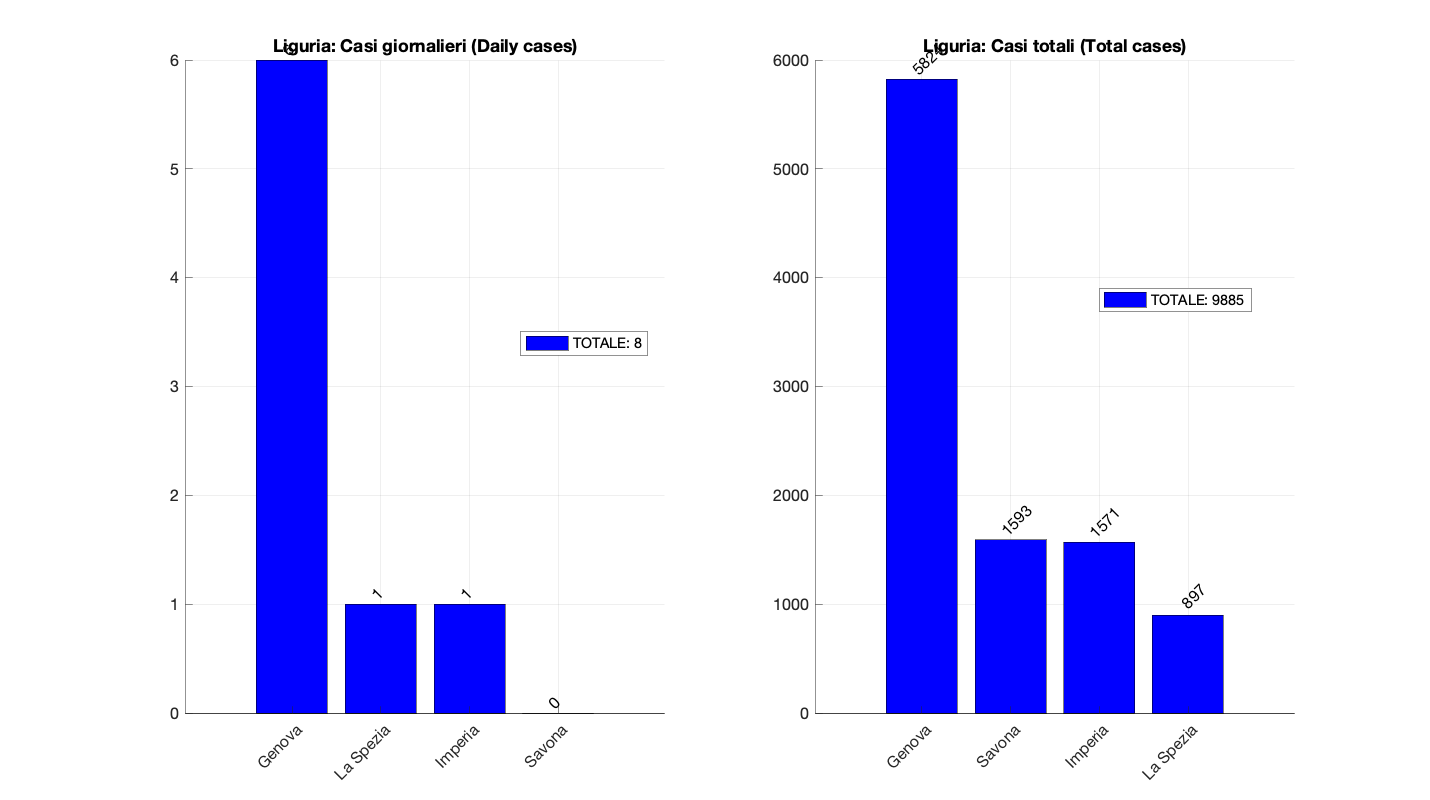 Liguria: Casi giornalieri (Daily cases)
6
5
4
3
2
1
0
6
1
1
0
TOTALE: 8
Genova
La Spezia
Imperia
Savona
Liguria: Casi totali (Total cases)
6000
5000
4000
3000
2000
1000
0
5824
1593
1571
897
TOTALE: 9885
Genova
Savona
Imperia
La Spezia